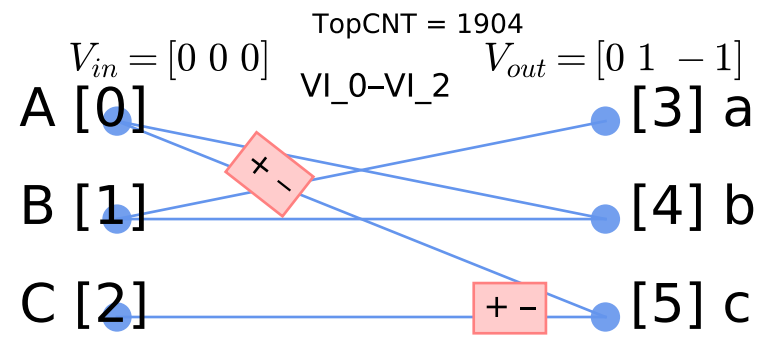 TopCNT = 1904
V_in = [0 0 0]
V_out = [0 1 −1]
VI_0–VI_2
A [0]
[3] a
+ −
B [1]
[4] b
C [2]
+ −
[5] c